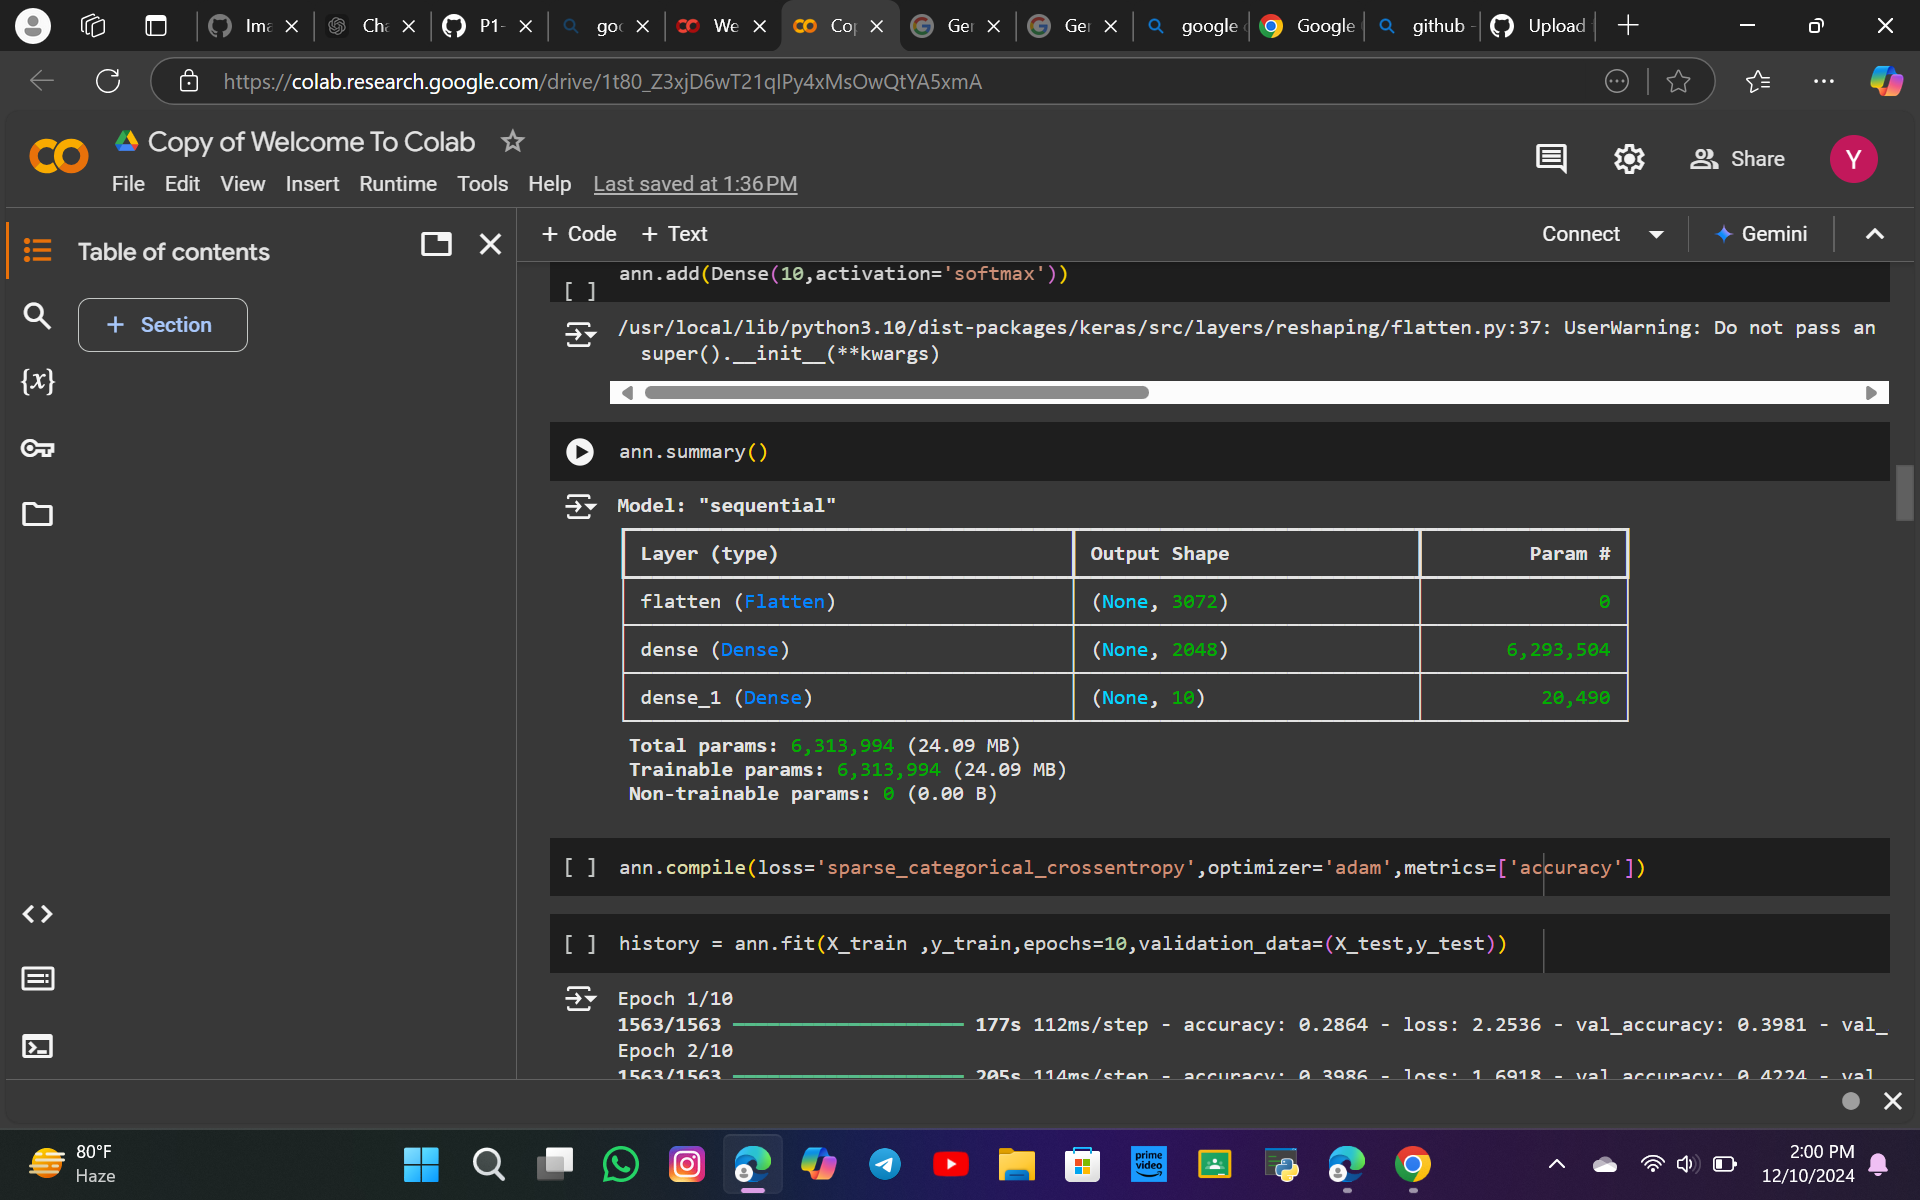 Ima
Cha
P1-
goo
We
Cop
Ger
Ger
google c
Google
github -
Upload
https://colab.research.google.com/drive/1t80_Z3xjD6wT21qIPy4xMsOwQtYA5xmA
Copy of Welcome To Colab
File Edit View Insert Runtime Tools Help Last saved at 1:36 PM
Share
Y
Table of contents
+ Section
{x}
+ Code + Text
Connect
Gemini
ann.add(Dense(10,activation='softmax'))
[ ]
/usr/local/lib/python3.10/dist-packages/keras/src/layers/reshaping/flatten.py:37: UserWarning: Do not pass an
super().__init__(**kwargs)
ann.summary()
Model: "sequential"
Layer (type) Output Shape Param #
flatten (Flatten) (None, 3072) 0
dense (Dense) (None, 2048) 6,293,504
dense_1 (Dense) (None, 10) 20,490
Total params: 6,313,994 (24.09 MB)
Trainable params: 6,313,994 (24.09 MB)
Non-trainable params: 0 (0.00 B)
[ ] ann.compile(loss='sparse_categorical_crossentropy',optimizer='adam',metrics=['accuracy'])
[ ] history = ann.fit(X_train ,y_train,epochs=10,validation_data=(X_test,y_test))
Epoch 1/10
1563/1563 177s 112ms/step - accuracy: 0.2864 - loss: 2.2536 - val_accuracy: 0.3981 - val_
Epoch 2/10
1563/1563 205s 114ms/step - accuracy: 0.3986 - loss: 1.6918 - val_accuracy: 0.4224 - val_
80°F
Haze
prime
video
2:00 PM
12/10/2024